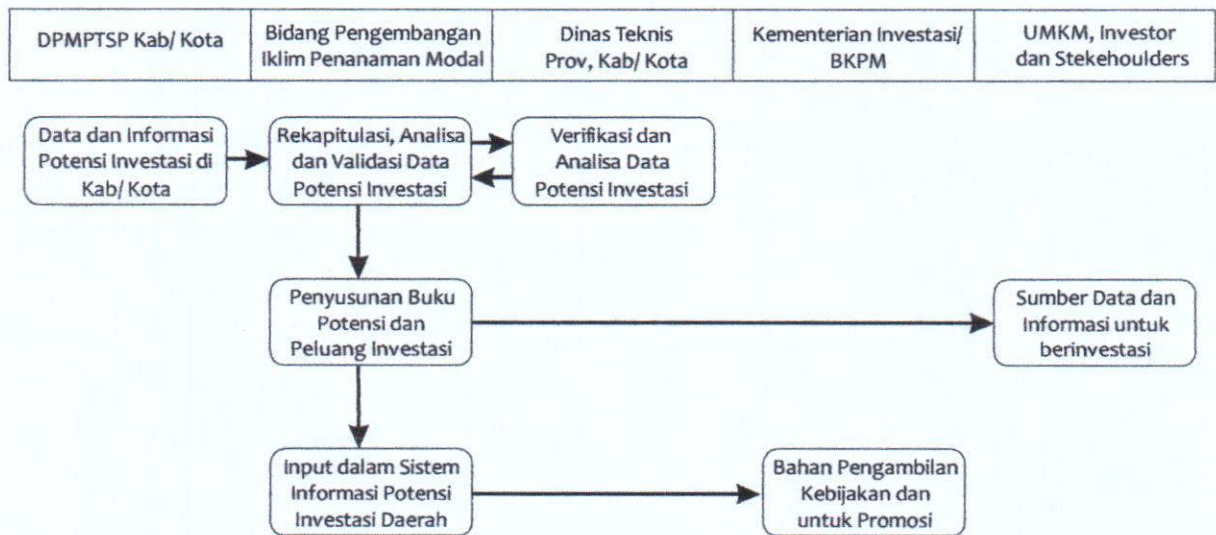 DPMPTSP Kab/ Kota
Bidang Pengembangan
Iklim Penanaman Modal
Dinas Teknis
Prov, Kab/ Kota
Kementerian Investasi/
BKPM
UMKM, Investor
dan Stekehoulders
Data dan Informasi
Potensi Investasi di
Kab/ Kota
Rekapitulasi, Analisa
dan Validasi Data
Potensi Investasi
Verifikasi dan
Analisa Data
Potensi Investasi
Penyusunan Buku
Potensi dan
Peluang Investasi
Sumber Data dan
Informasi untuk
berinvestasi
Input dalam Sistem
Informasi Potensi
Investasi Daerah
Bahan Pengambilan
Kebijakan dan
untuk Promosi